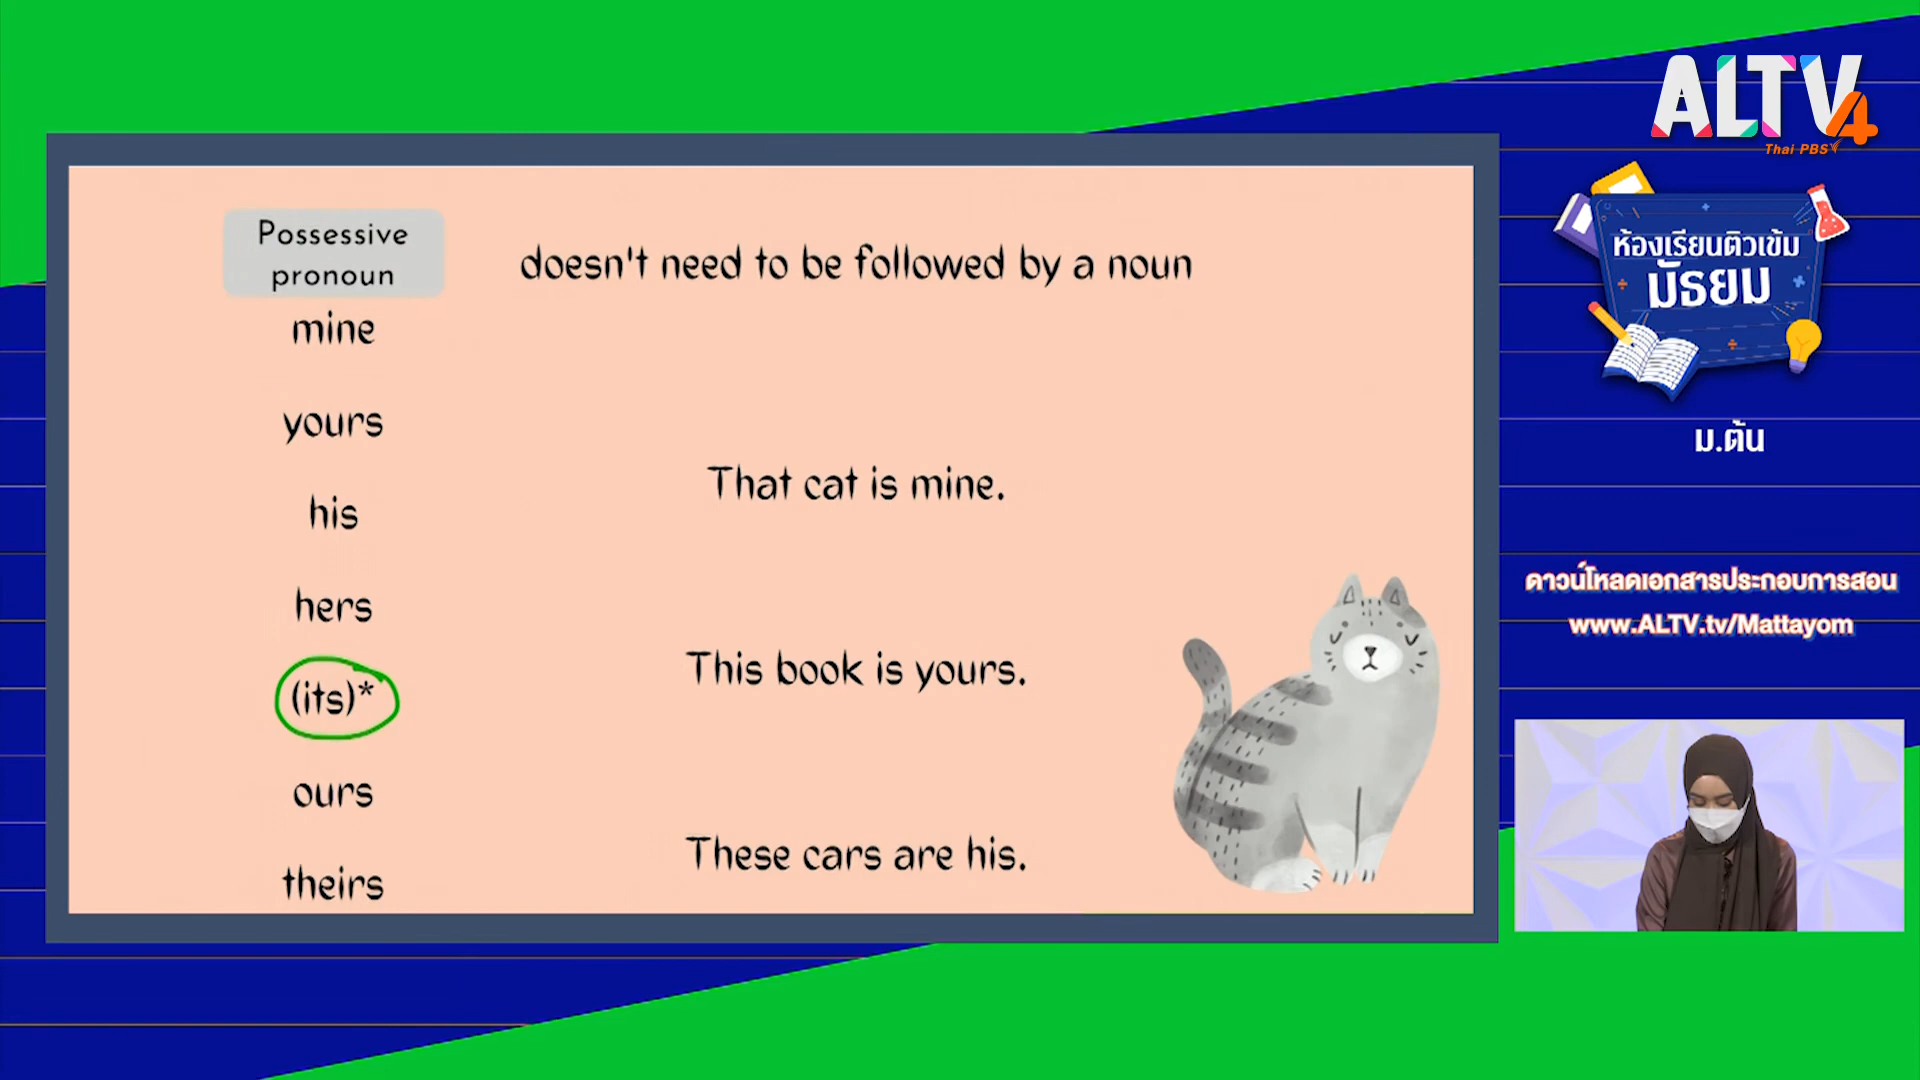 Possessive
pronoun
doesn't need to be followed by a noun
mine
yours
his
hers
(its)*
ours
theirs
That cat is mine.
This book is yours.
These cars are his.
ALTV4
Thai PBS
ห้องเรียนติวเข้ม
มัธยม
ม.ต้น
ดาวน์โหลดเอกสารประกอบการสอน
www.ALTV.tv/Mattayom